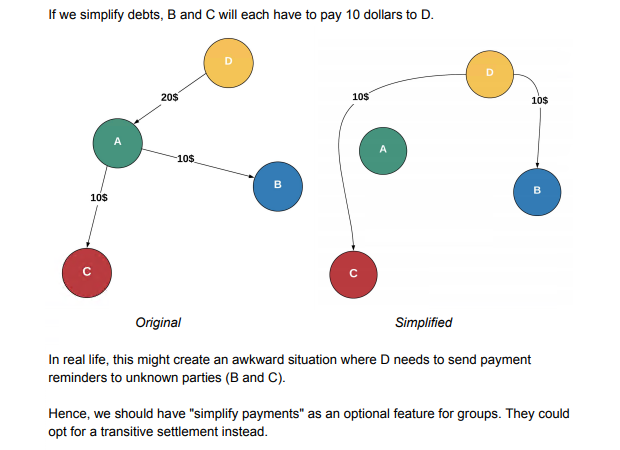 If we simplify debts, B and C will each have to pay 10 dollars to D.
D
20$
A
10$
B
10$
C
Original
D
10$
10$
A
B
C
Simplified
In real life, this might create an awkward situation where D needs to send payment
reminders to unknown parties (B and C).
Hence, we should have "simplify payments" as an optional feature for groups. They could
opt for a transitive settlement instead.